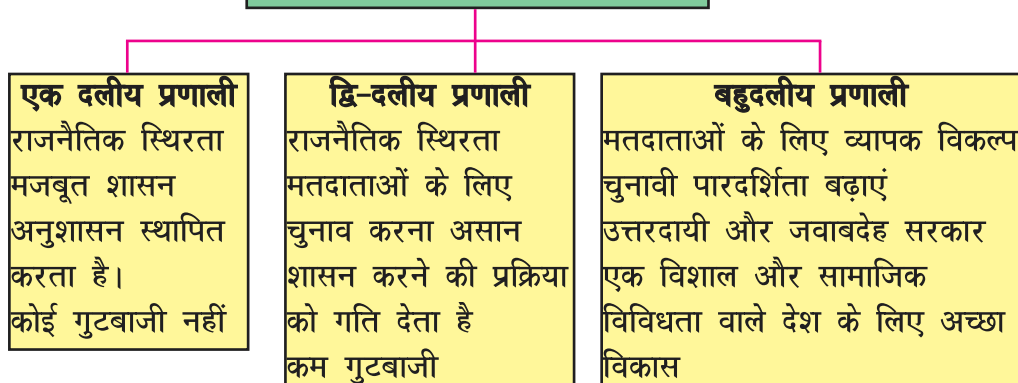 एक दलीय प्रणाली
राजनैतिक स्थिरता
मजबूत शासन
अनुशासन स्थापित
करता है।
कोई गुटबाजी नहीं
द्वि-दलीय प्रणाली
राजनैतिक स्थिरता
मतदाताओं के लिए
चुनाव करना असान
शासन करने की प्रक्रिया
को गति देता है
कम गुटबाजी
बहुदलीय प्रणाली
मतदाताओं के लिए व्यापक विकल्प
चुनावी पारदर्शिता बढ़ाएं
उत्तरदायी और जवाबदेह सरकार
एक विशाल और सामाजिक
विविधता वाले देश के लिए अच्छा
विकास